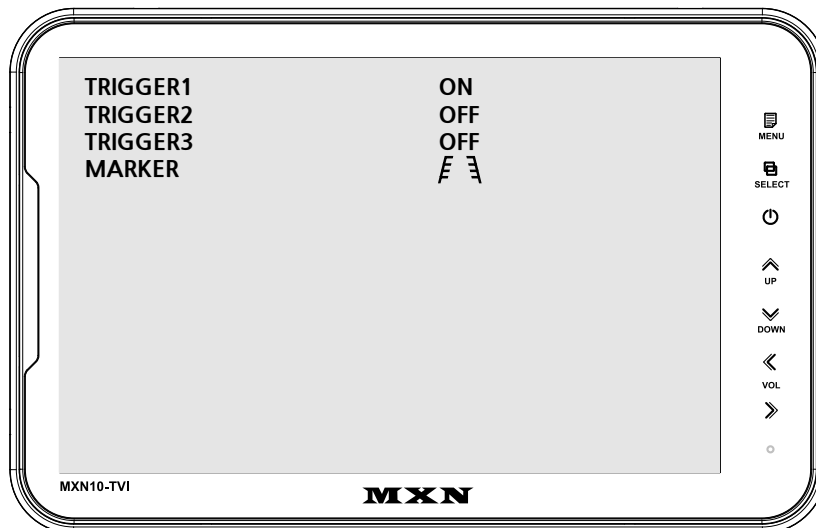 TRIGGER1 ON
TRIGGER2 OFF
TRIGGER3 OFF
MARKER
MENU
SELECT
UP
DOWN
VOL
MXN10-TVI
MXN